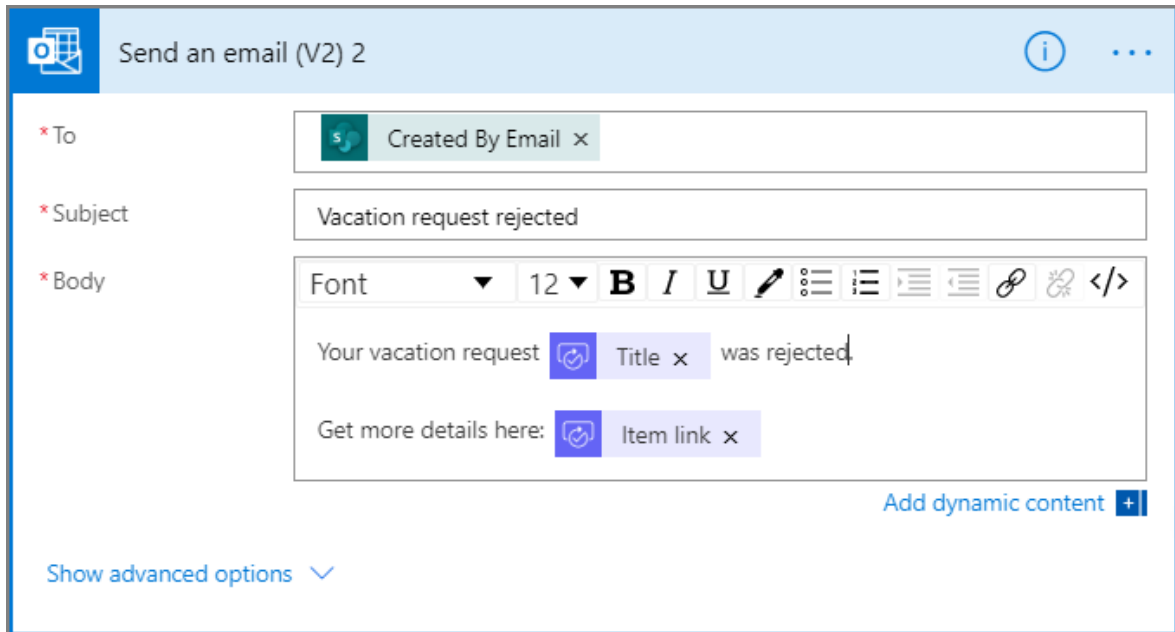 Send an email (V2) 2
* To
Created By Email ×
* Subject
Vacation request rejected
* Body
Font 12 B I U </>
Your vacation request Title × was rejected.
Get more details here: Item link ×
Add dynamic content +
Show advanced options